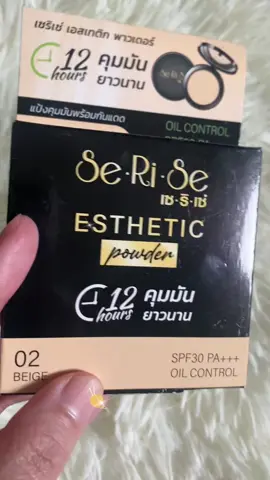 เซริเซ่ เอสเทติก พาวเดอร์
12 hours คุมมัน ยาวนาน
แป้งคุมมันพร้อมกันแดด
OIL CONTROL
Se·Ri·Se
เซ·ริ·เซ่
ESTHETIC
powder
12 hours คุมมัน ยาวนาน
02
BEIGE
SPF30 PA+++
OIL CONTROL